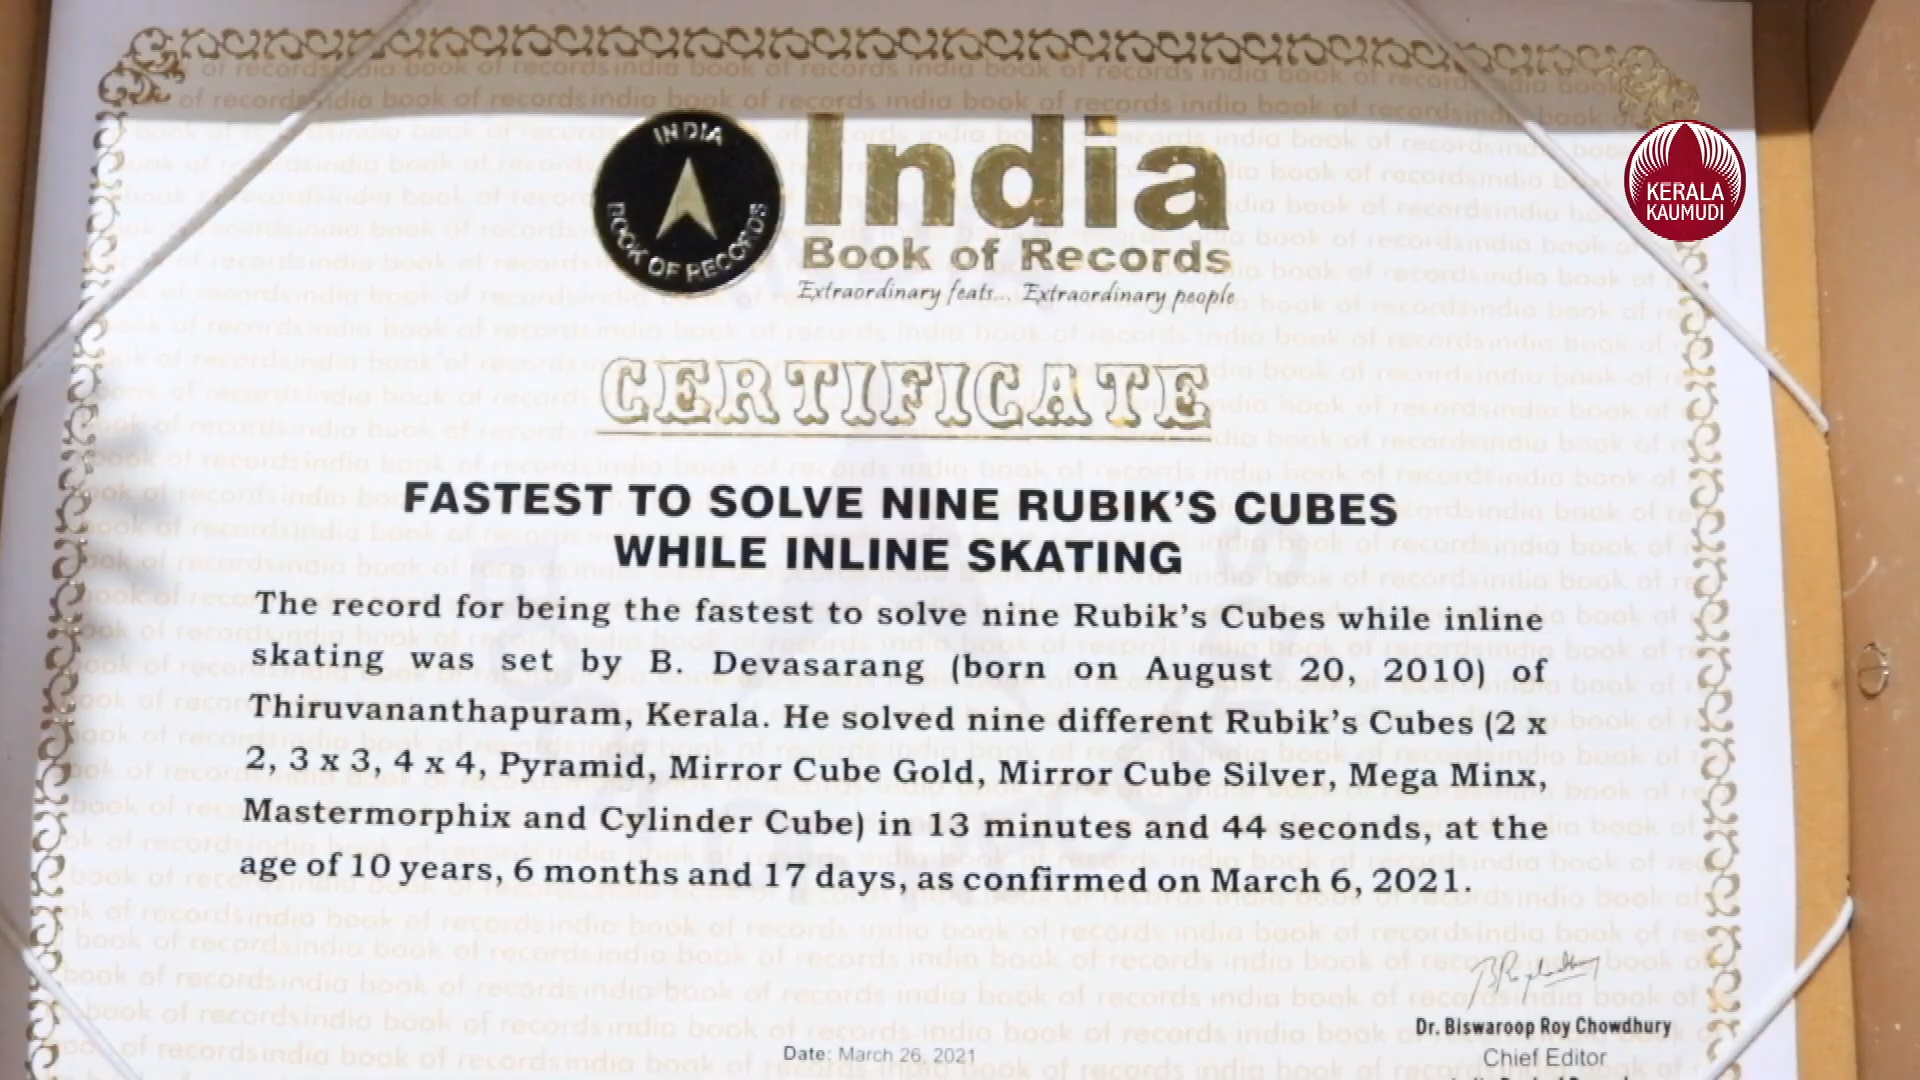 INDIA
BOOK OF RECORDS
India
Book of Records
Extraordinary feats... Extraordinary people
KERALA
KAUMUDI
CERTIFICATE
FASTEST TO SOLVE NINE RUBIK'S CUBES
WHILE INLINE SKATING
The record for being the fastest to solve nine Rubik's Cubes while inline
skating was set by B. Devasarang (born on August 20, 2010) of
Thiruvananthapuram, Kerala. He solved nine different Rubik's Cubes (2 x
2, 3 x 3, 4 x 4, Pyramid, Mirror Cube Gold, Mirror Cube Silver, Mega Minx,
Mastermorphix and Cylinder Cube) in 13 minutes and 44 seconds, at the
age of 10 years, 6 months and 17 days, as confirmed on March 6, 2021.
Dr. Biswaroop Roy Chowdhury
Date: March 26, 2021
Chief Editor